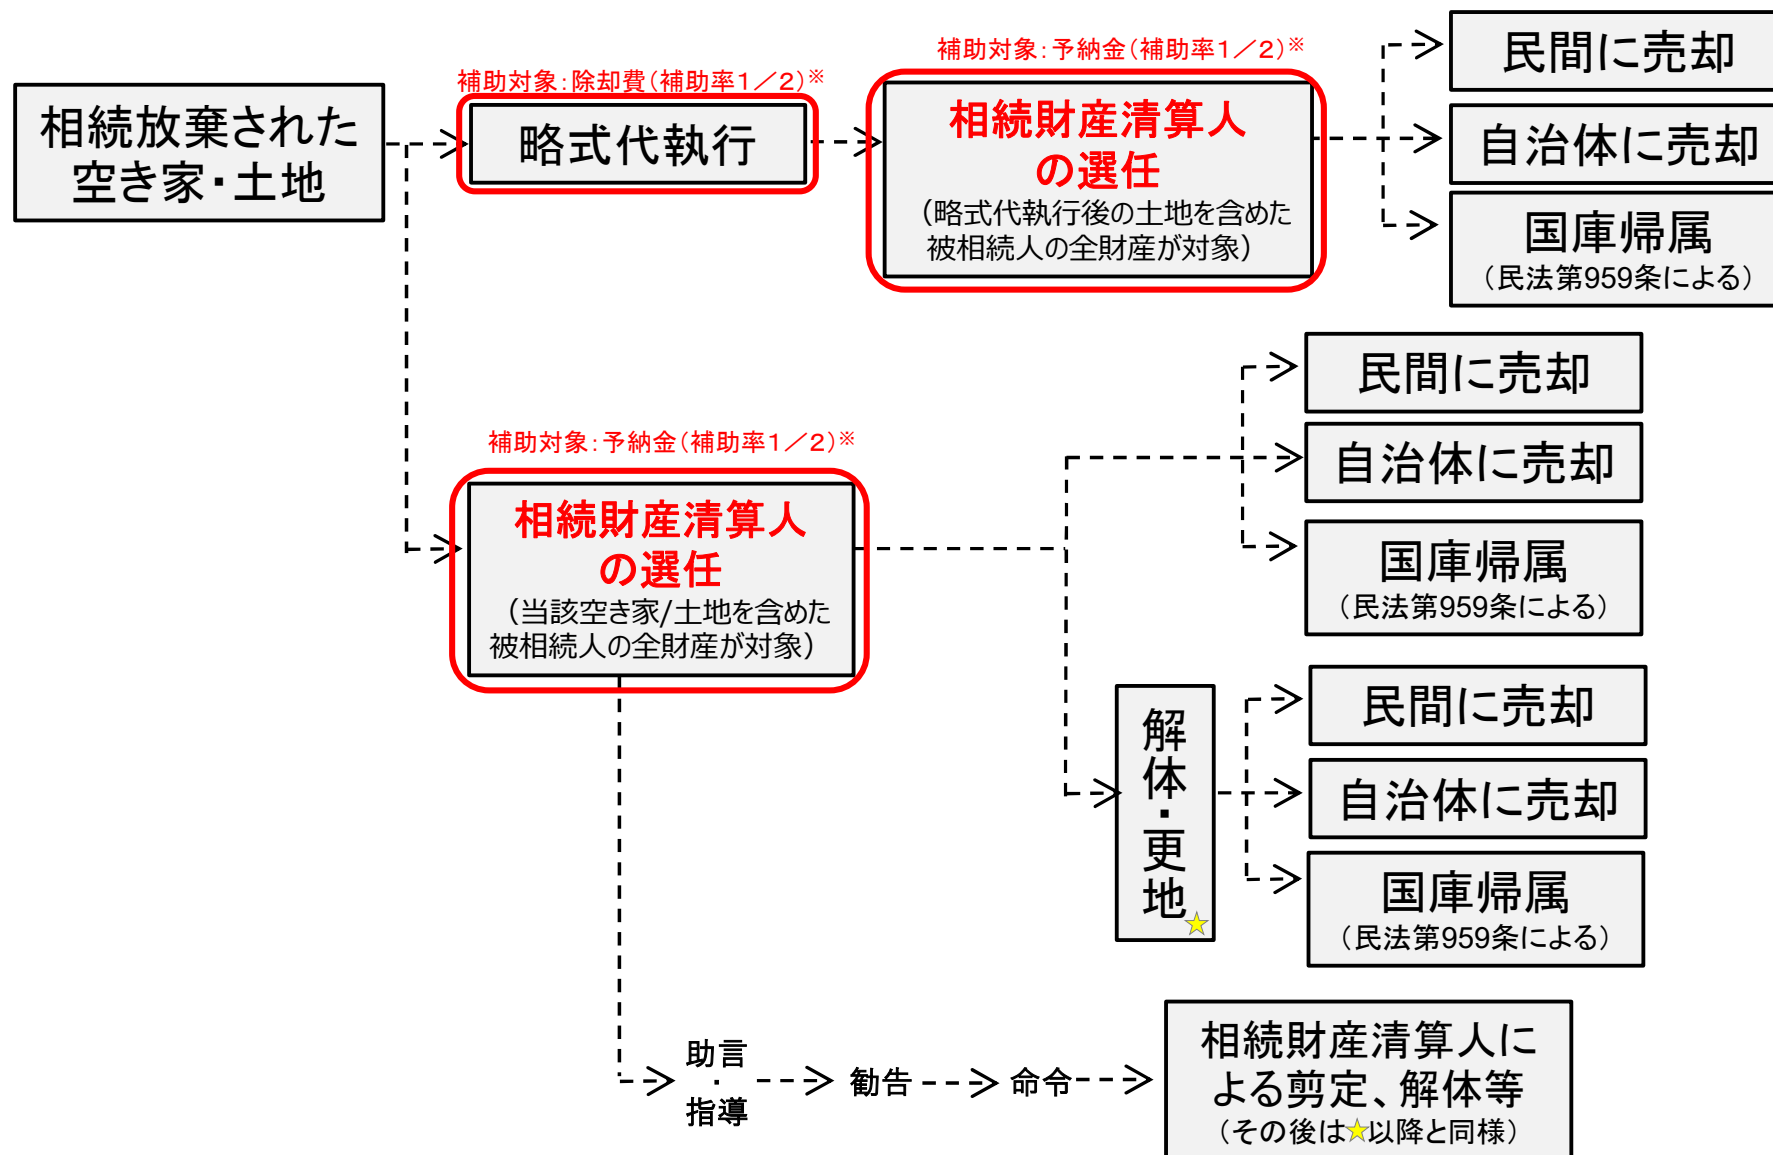 相続放棄された
空き家・土地
補助対象：除却費（補助率１／２）※
略式代執行
補助対象：予納金（補助率１／２）※
相続財産清算人
の選任
（略式代執行後の土地を含めた
被相続人の全財産が対象）
民間に売却
自治体に売却
国庫帰属
（民法第959条による）
補助対象：予納金（補助率１／２）※
相続財産清算人
の選任
（当該空き家/土地を含めた
被相続人の全財産が対象）
民間に売却
自治体に売却
国庫帰属
（民法第959条による）
解体・更地
民間に売却
自治体に売却
国庫帰属
（民法第959条による）
助言
・
指導
勧告
命令
相続財産清算人に
よる剪定、解体等
（その後は★以降と同様）